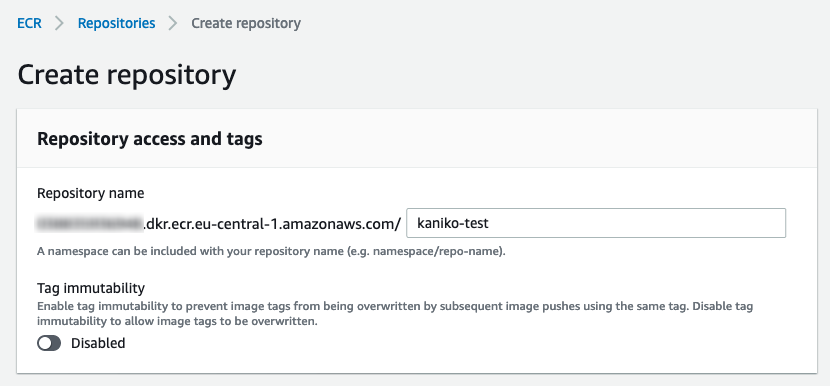 ECR > Repositories > Create repository
Create repository
Repository access and tags
Repository name
.dkr.ecr.eu-central-1.amazonaws.com/ kaniko-test
A namespace can be included with your repository name (e.g. namespace/repo-name).
Tag immutability
Enable tag immutability to prevent image tags from being overwritten by subsequent image pushes using the same tag. Disable tag
immutability to allow image tags to be overwritten.
Disabled